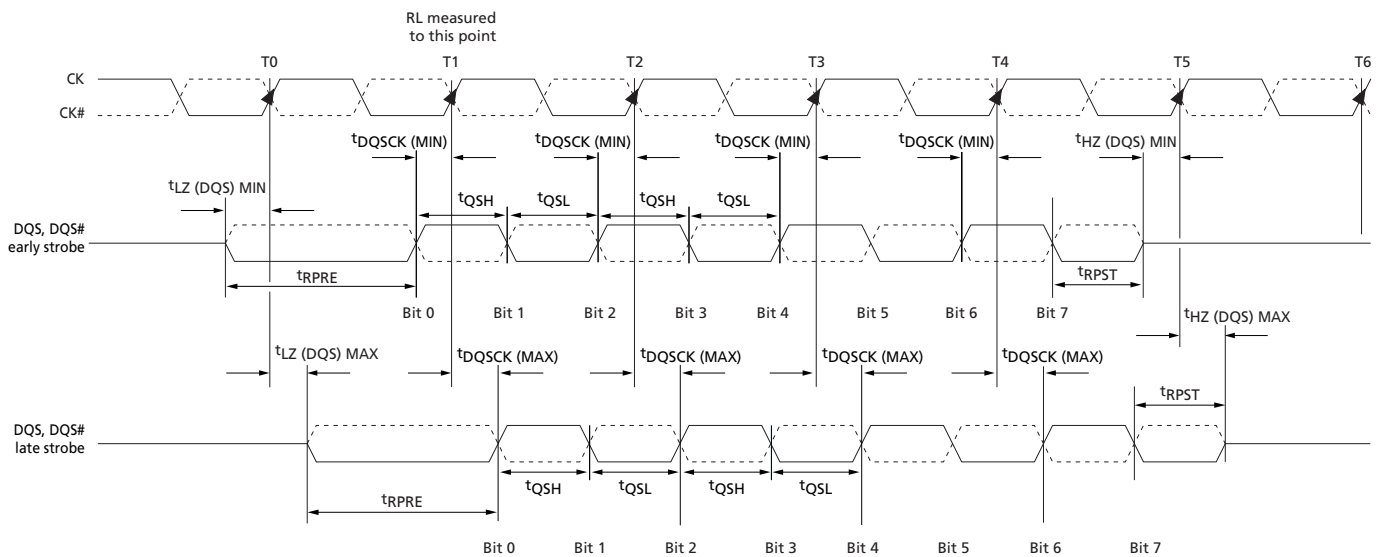 RL measured
to this point
T0 T1 T2 T3 T4 T5 T6
CK
CK#
tDQSCK (MIN) tDQSCK (MIN) tDQSCK (MIN) tDQSCK (MIN) tHZ (DQS) MIN
tLZ (DQS) MIN
tQSH tQSL tQSH tQSL
DQS, DQS#
early strobe
tRPRE tRPST
Bit 0 Bit 1 Bit 2 Bit 3 Bit 4 Bit 5 Bit 6 Bit 7
tHZ (DQS) MAX
tLZ (DQS) MAX tDQSCK (MAX) tDQSCK (MAX) tDQSCK (MAX) tDQSCK (MAX)
tRPST
DQS, DQS#
late strobe
tQSH tQSL tQSH tQSL
tRPRE
Bit 0 Bit 1 Bit 2 Bit 3 Bit 4 Bit 5 Bit 6 Bit 7